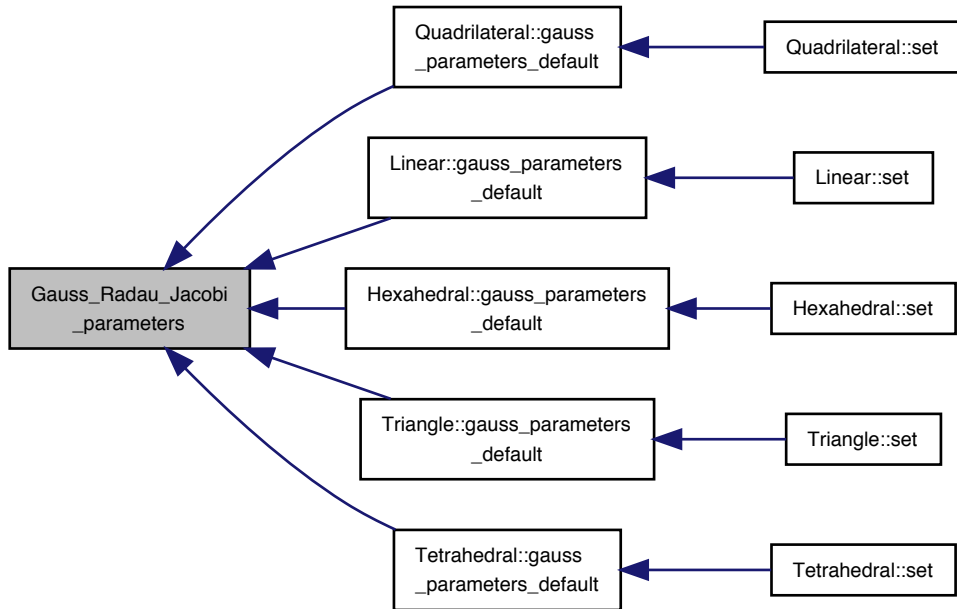 Quadrilateral::gauss
_parameters_default
Quadrilateral::set
Linear::gauss_parameters
_default
Linear::set
Gauss_Radau_Jacobi
_parameters
Hexahedral::gauss_parameters
_default
Hexahedral::set
Triangle::gauss_parameters
_default
Triangle::set
Tetrahedral::gauss
_parameters_default
Tetrahedral::set